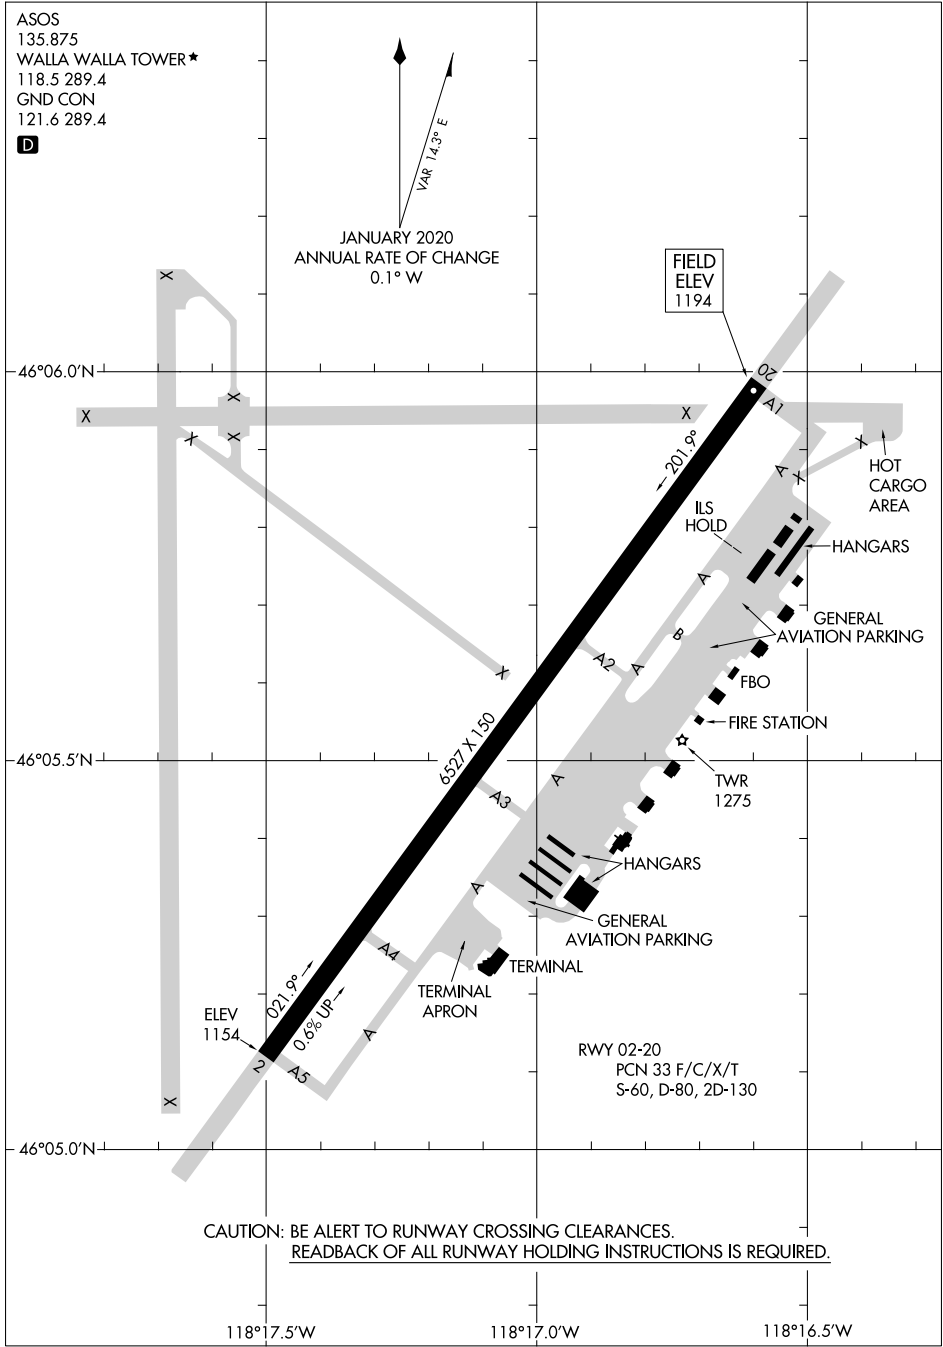 ASOS
135.875
WALLA WALLA TOWER★
118.5 289.4
GND CON
121.6 289.4
D
VAR 14.3° E
JANUARY 2020
ANNUAL RATE OF CHANGE
0.1° W
FIELD
ELEV
1194
X
46°06.0'N
20
A1
X
X
X
X
X
X
201.9°
A
X
X
HOT
CARGO
AREA
ILS
HOLD
HANGARS
A
GENERAL
AVIATION PARKING
B
A2
A
X
FBO
6527 X 150
FIRE STATION
46°05.5'N
A
TWR
1275
A3
HANGARS
A
GENERAL
AVIATION PARKING
A4
TERMINAL
021.9°
TERMINAL
APRON
0.6% UP
ELEV
1154
A
RWY 02-20
PCN 33 F/C/X/T
S-60, D-80, 2D-130
2
A5
X
46°05.0'N
CAUTION: BE ALERT TO RUNWAY CROSSING CLEARANCES.
READBACK OF ALL RUNWAY HOLDING INSTRUCTIONS IS REQUIRED.
118°17.5'W
118°17.0'W
118°16.5'W